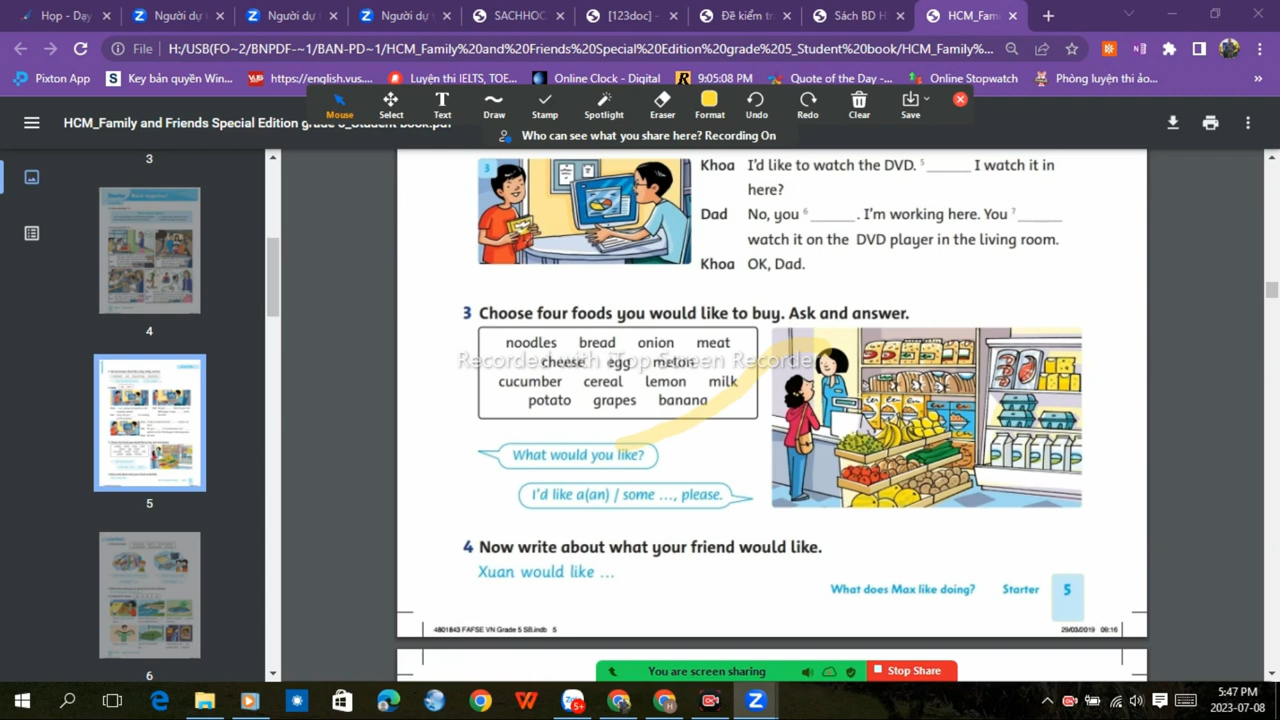 Họp - Dạy
Người dự t
Người dự t
Người dự t
SACHHOC
[123doc] -
Đề kiểm tr
Sách BD H
HCM_Fam
File
H:/USB(FO~2/BNPDF-~1/BAN-PD~1/HCM_Family%20and%20Friends%20Special%20Edition%20grade%205_Student%20book/HCM_Family%...
Pixton App
Key bản quyền Win...
https://english.vus....
Luyện thi IELTS, TOE...
Online Clock - Digital
9:05:08 PM
Quote of the Day -...
Online Stopwatch
Phòng luyện thi ảo...
Mouse
Select
Text
Draw
Stamp
Spotlight
Eraser
Format
Undo
Redo
Clear
Save
HCM_Family and Friends Special Edition grade 5_Student book.pdf
Who can see what you share here? Recording On
3
4
5
6
3
Khoa I'd like to watch the DVD. 5 ______ I watch it in
here?
Dad No, you 6 ______ . I'm working here. You 7 ______
watch it on the DVD player in the living room.
Khoa OK, Dad.
3 Choose four foods you would like to buy. Ask and answer.
noodles bread onion meat
cheese egg melon
cucumber cereal lemon milk
potato grapes banana
Recorded with iTop Screen Recorder
What would you like?
I'd like a(an) / some ..., please.
4 Now write about what your friend would like.
Xuan would like ...
What does Max like doing? Starter 5
4801843 FAFSE VN Grade 5 SB.indb 5
29/03/2019 09:16
You are screen sharing
Stop Share
5:47 PM
2023-07-08